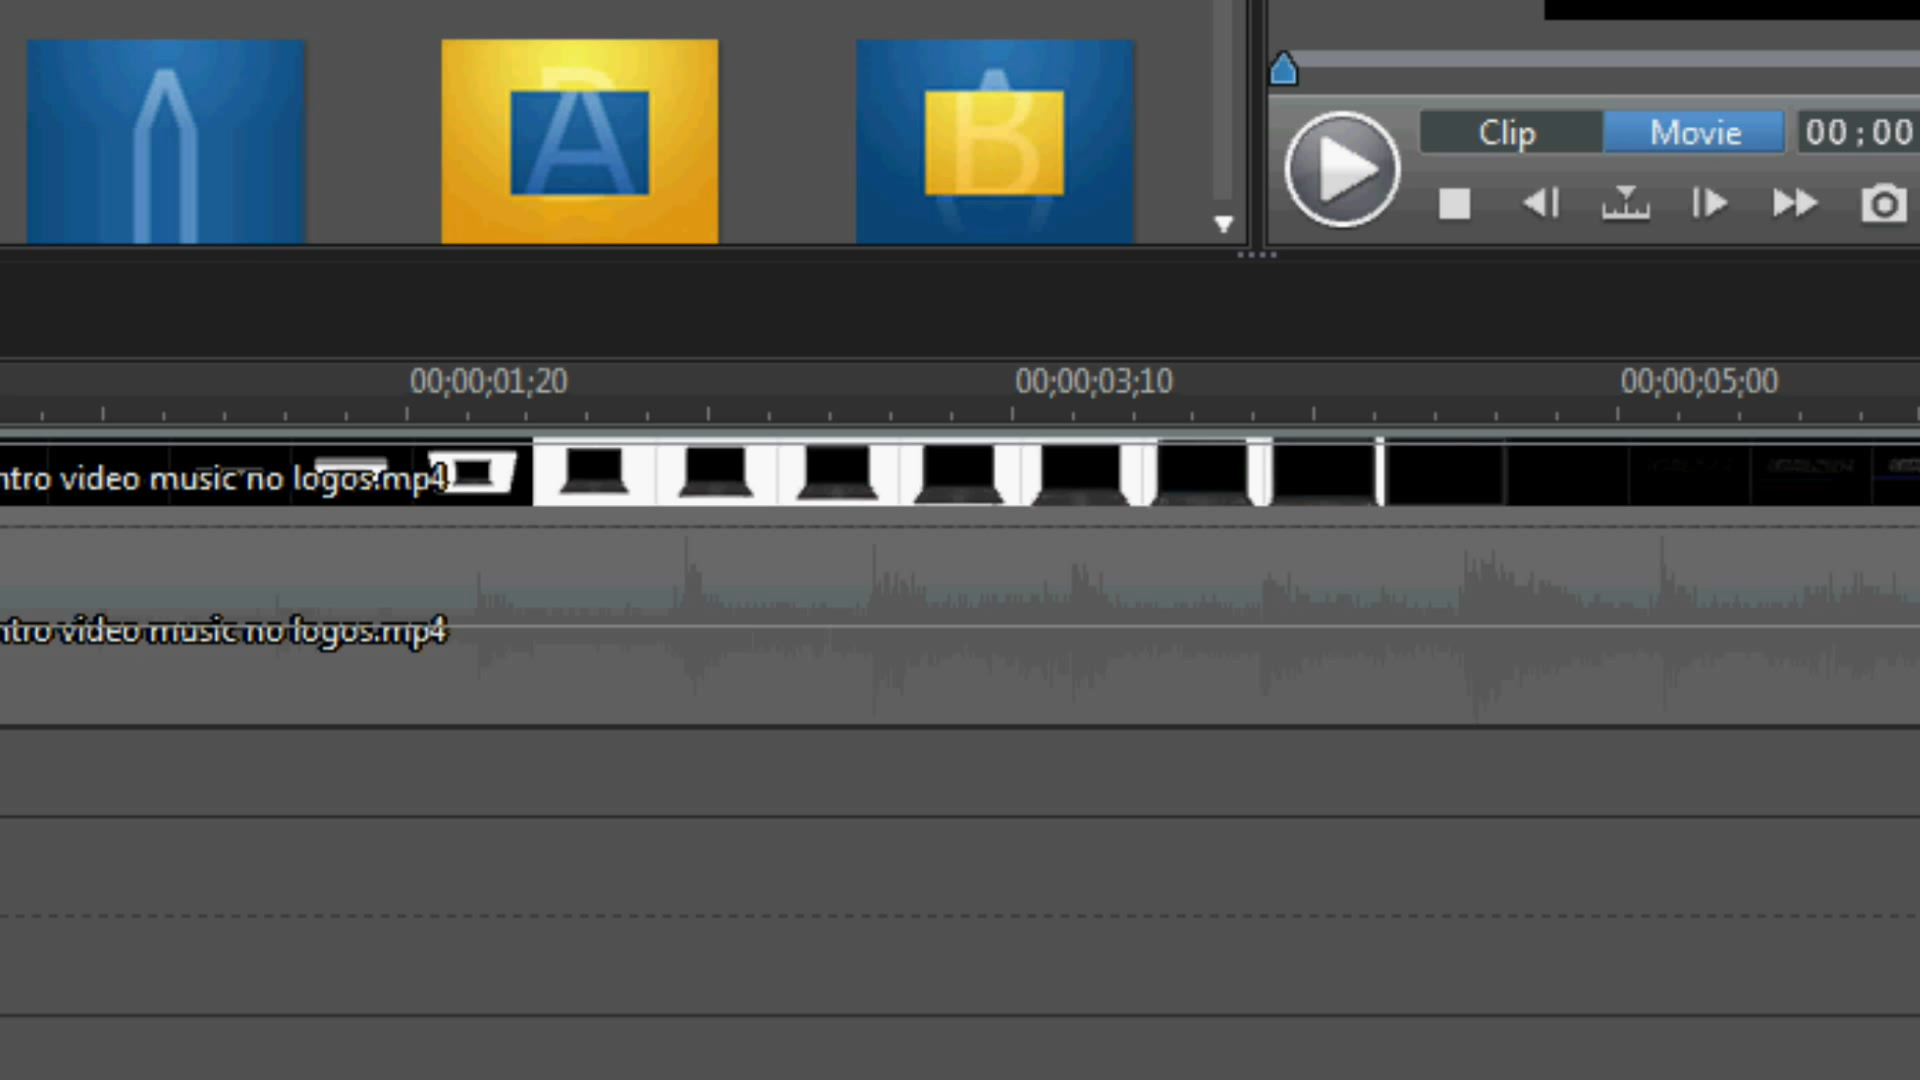 A
B
A
A
B
Clip
Movie
00;00
00;00;01;20
00;00;03;10
00;00;05;00
ntro video music no logos.mp4
ntro video music no logos.mp4